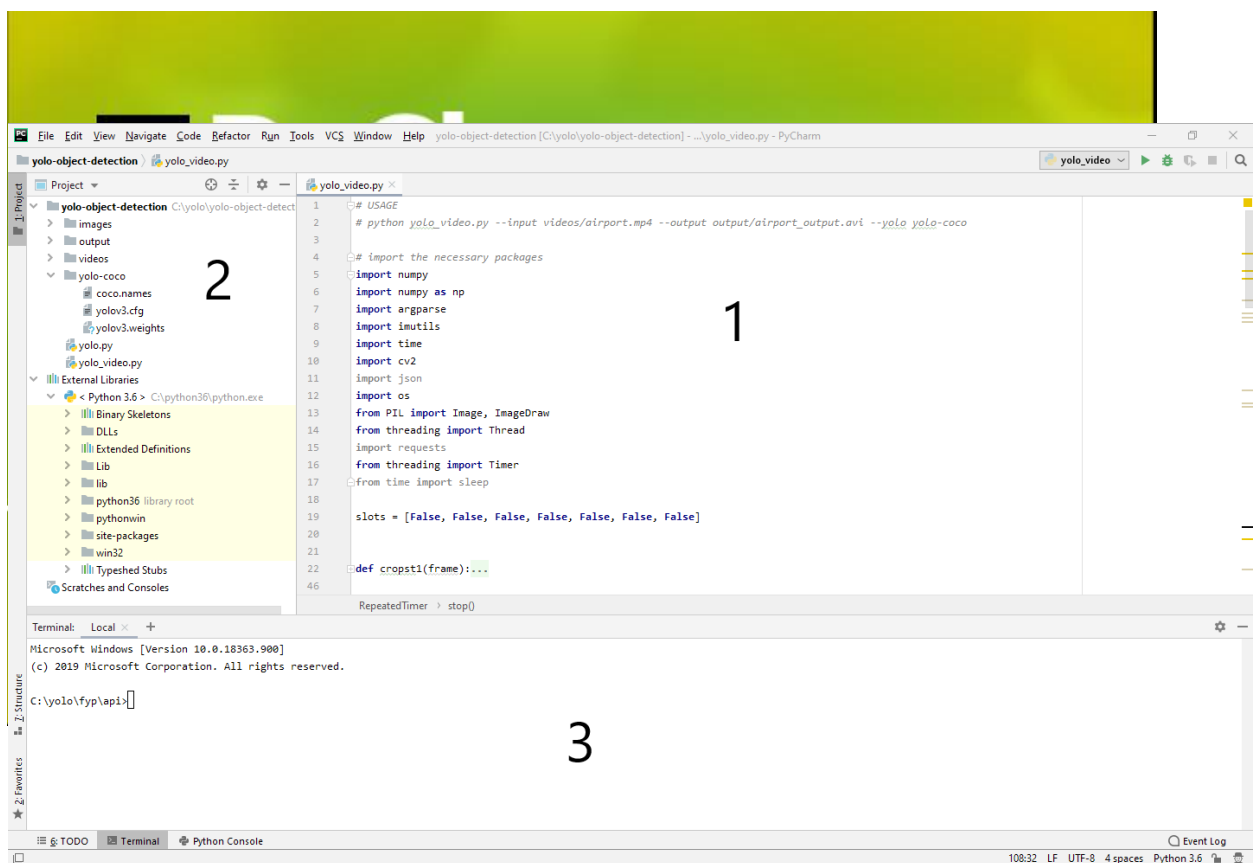 File Edit View Navigate Code Refactor Run Tools VCS Window Help yolo-object-detection [C:\yolo\yolo-object-detection] - ...\yolo_video.py - PyCharm
yolo-object-detection yolo_video.py
yolo_video
1: Project
Project
yolo_video.py
yolo-object-detection C:\yolo\yolo-object-detect
images
output
videos
yolo-coco
coco.names
yolov3.cfg
yolov3.weights
yolo.py
yolo_video.py
External Libraries
< Python 3.6 > C:\python36\python.exe
Binary Skeletons
DLLs
Extended Definitions
Lib
lib
python36 library root
pythonwin
site-packages
win32
Typeshed Stubs
Scratches and Consoles
2
1 # USAGE
2 # python yolo_video.py --input videos/airport.mp4 --output output/airport_output.avi --yolo yolo-coco
3
4 # import the necessary packages
5 import numpy
6 import numpy as np
7 import argparse
8 import imutils
9 import time
10 import cv2
11 import json
12 import os
13 from PIL import Image, ImageDraw
14 from threading import Thread
15 import requests
16 from threading import Timer
17 from time import sleep
18
19 slots = [False, False, False, False, False, False, False]
20
21
22 def cropst1(frame):...
46
1
RepeatedTimer stop()
Terminal: Local +
Microsoft Windows [Version 10.0.18363.900]
(c) 2019 Microsoft Corporation. All rights reserved.
C:\yolo\fyp\api>
3
7: Structure
2: Favorites
6: TODO Terminal Python Console Event Log
108:32 LF UTF-8 4 spaces Python 3.6